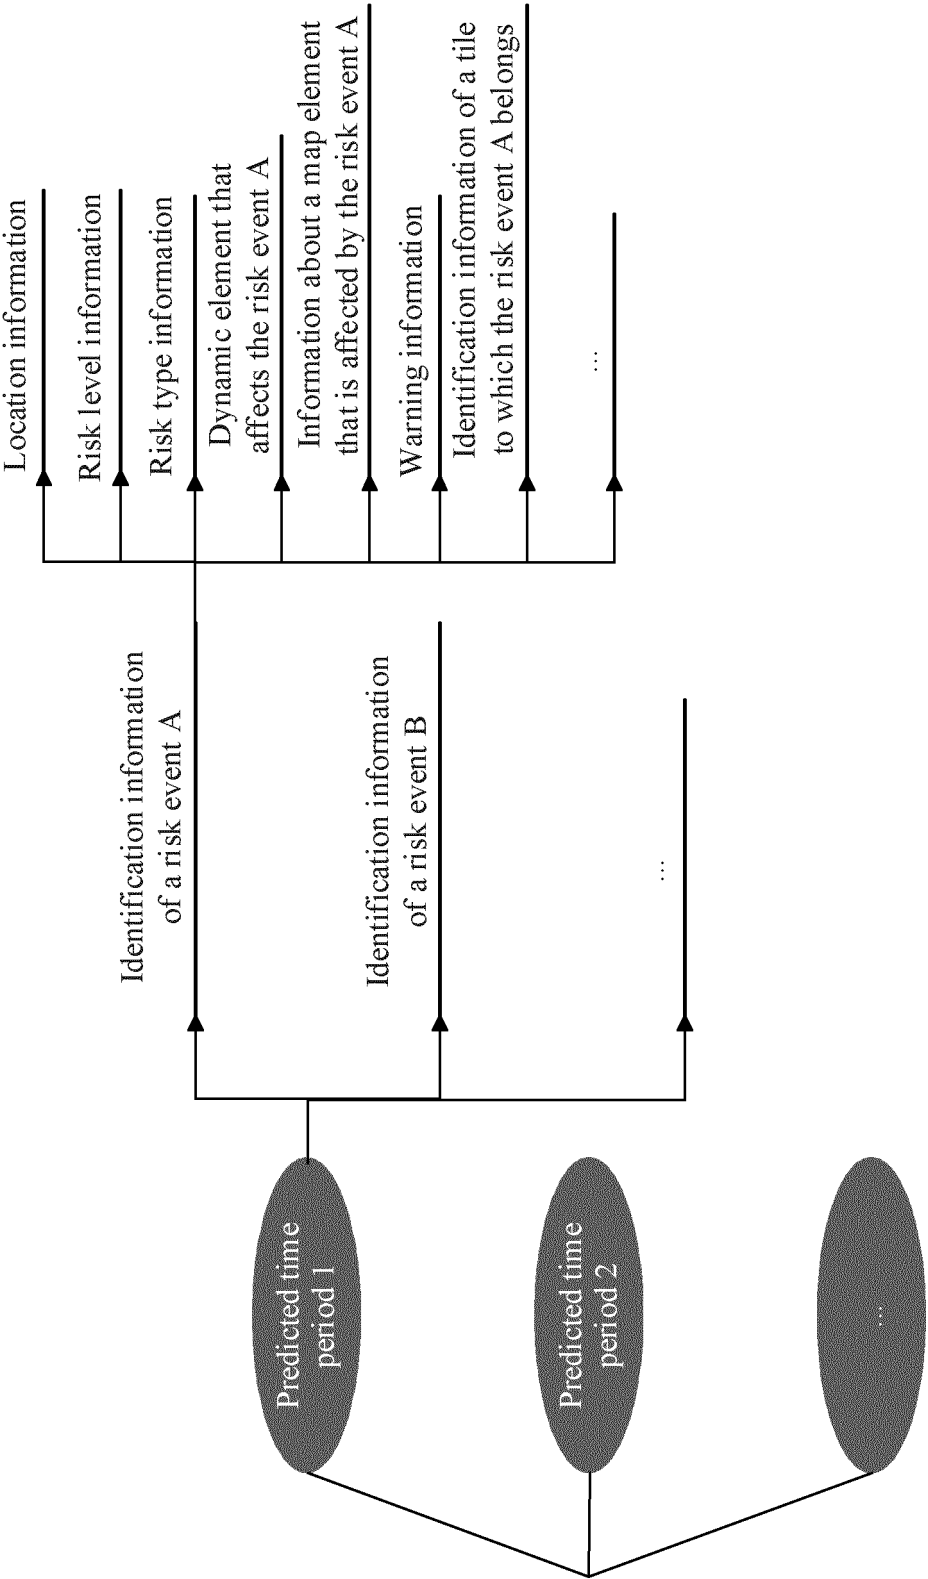 Predicted time
period 1
Predicted time
period 2
…
Identification information
of a risk event A
Identification information
of a risk event B
…
Location information
Risk level information
Risk type information
Dynamic element that
affects the risk event A
Information about a map element
that is affected by the risk event A
Warning information
Identification information of a tile
to which the risk event A belongs
…